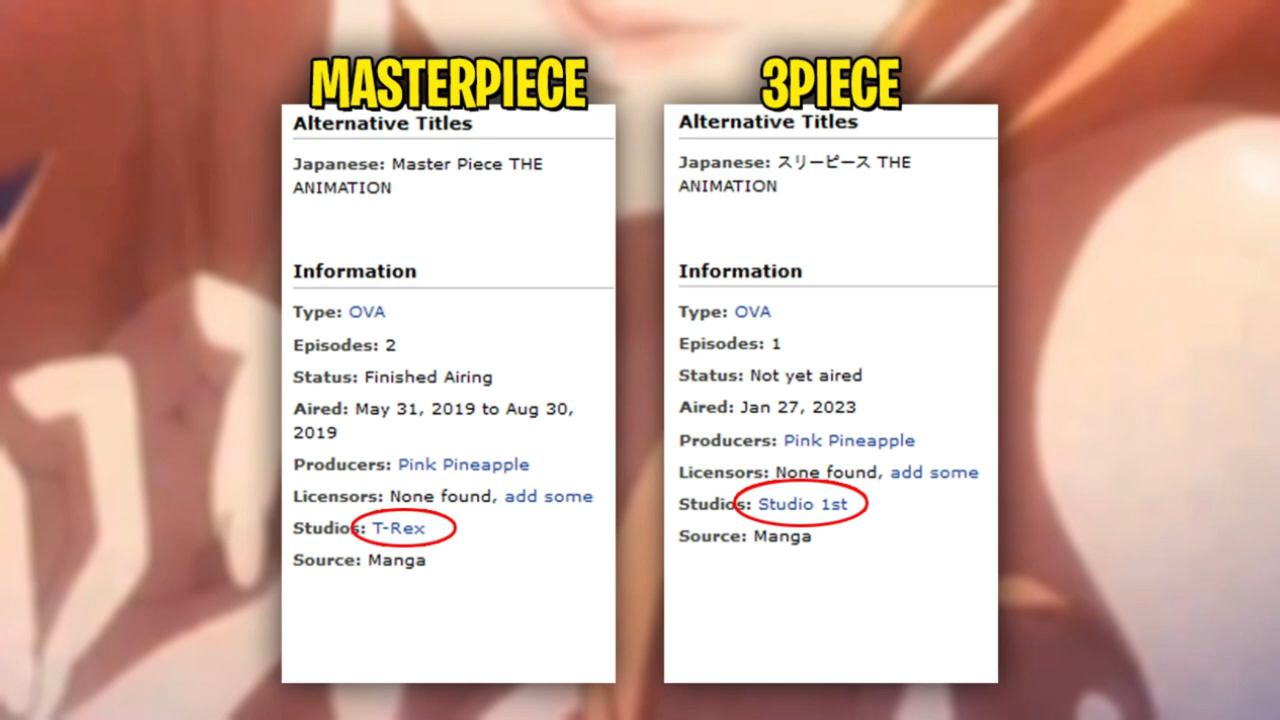 MASTERPIECE
Alternative Titles
Japanese: Master Piece THE
ANIMATION
Information
Type: OVA
Episodes: 2
Status: Finished Airing
Aired: May 31, 2019 to Aug 30,
2019
Producers: Pink Pineapple
Licensors: None found, add some
Studios: T-Rex
Source: Manga
3PIECE
Alternative Titles
Japanese: スリーピース THE
ANIMATION
Information
Type: OVA
Episodes: 1
Status: Not yet aired
Aired: Jan 27, 2023
Producers: Pink Pineapple
Licensors: None found, add some
Studios: Studio 1st
Source: Manga